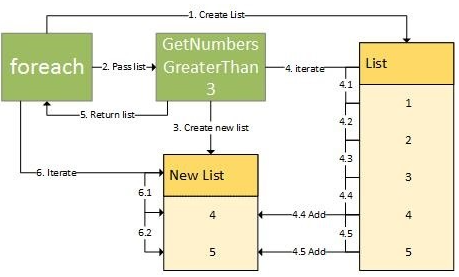 1. Create List
foreach
2. Pass list
GetNumbers
GreaterThan
3
4. iterate
List
4.1
1
4.2
2
4.3
3
4.4
4
4.5
5
5. Return list
3. Create new list
6. Iterate
New List
6.1
4
4.4 Add
6.2
5
4.5 Add